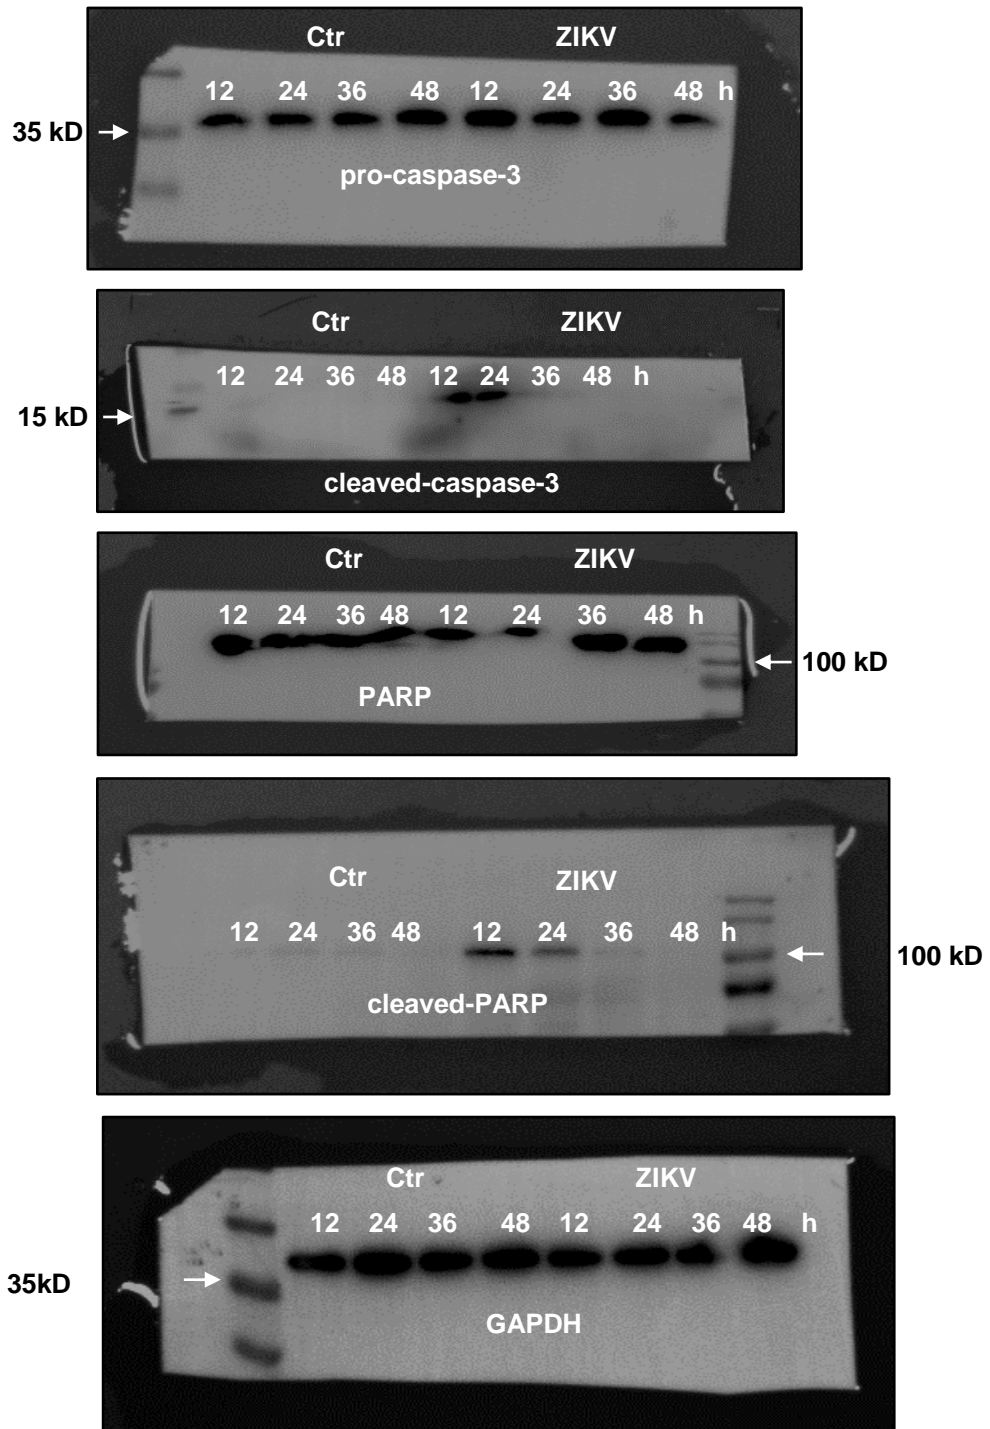 Ctr ZIKV
12 24 36 48 12 24 36 48 h
35 kD
pro-caspase-3
Ctr ZIKV
12 24 36 48 12 24 36 48 h
15 kD
cleaved-caspase-3
Ctr ZIKV
12 24 36 48 12 24 36 48 h
100 kD
PARP
Ctr ZIKV
12 24 36 48 12 24 36 48 h
100 kD
cleaved-PARP
Ctr ZIKV
12 24 36 48 12 24 36 48 h
35kD
GAPDH